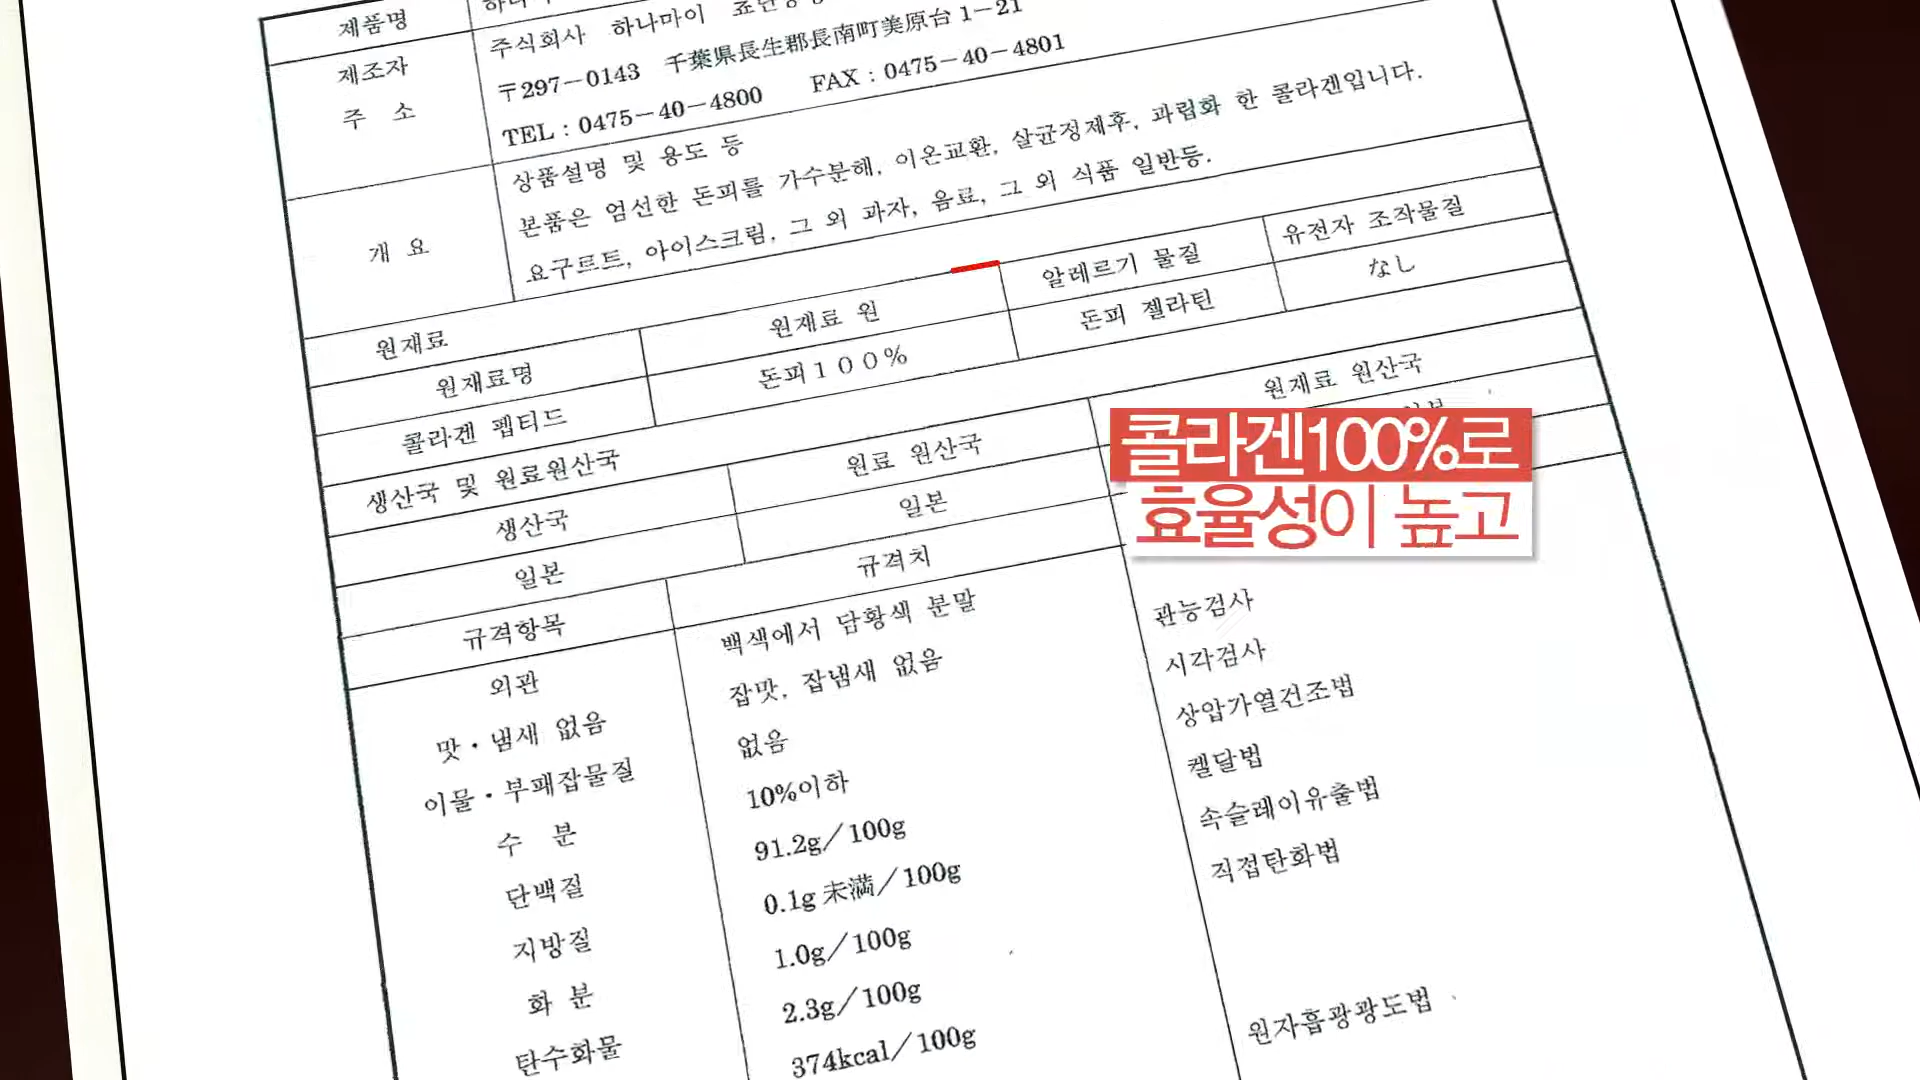 제품명
제조자
주식회사 하나마이
주 소
〒297－0143 千葉県長生郡長南町美原台1－21
TEL : 0475－40－4800 FAX : 0475－40－4801
개 요
상품설명 및 용도 등
본품은 엄선한 돈피를 가수분해, 이온교환, 살균정제후, 과립화 한 콜라겐입니다.
요구르트, 아이스크림, 그 외 과자, 음료, 그 외 식품 일반등.
원재료
원재료명 원재료 원 알레르기 물질 유전자 조작물질
콜라겐 펩티드 돈피１００% 돈피 젤라틴 なし
생산국 및 원료원산국
생산국 원료 원산국 원재료 원산국
일본 일본
콜라겐100%로
효율성이 높고
규격항목 규격치
외관 백색에서 담황색 분말 관능검사
맛・냄새 없음 잡맛, 잡냄새 없음 시각검사
이물・부패잡물질 없음 상압가열건조법
수 분 10%이하 켈달법
단백질 91.2g／100g 속슬레이유출법
지방질 0.1g 未満／100g 직접탄화법
화 분 1.0g／100g
탄수화물 2.3g／100g
374kcal／100g 원자흡광광도법